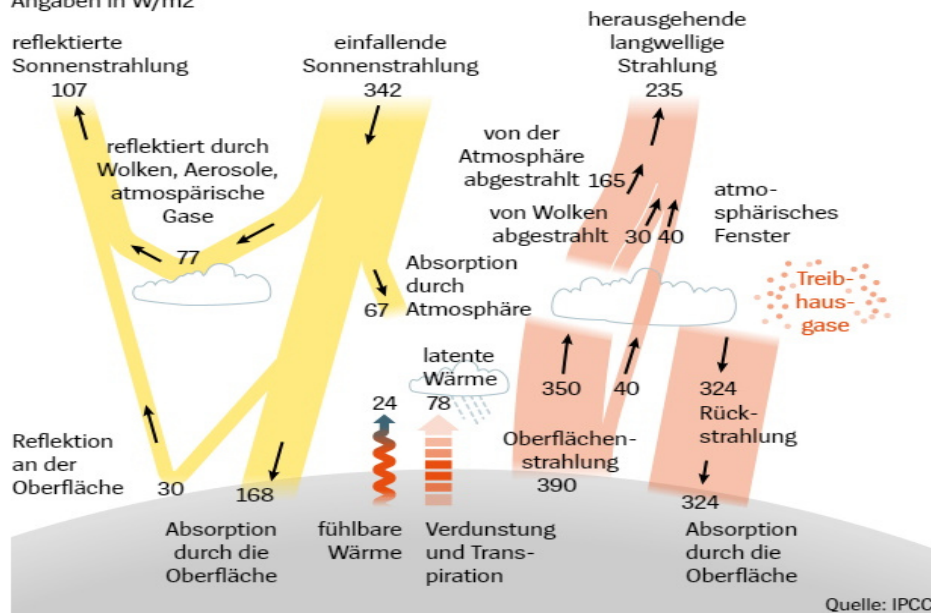 Angaben in W/m2
reflektierte
Sonnenstrahlung
107
einfallende
Sonnenstrahlung
342
herausgehende
langwellige
Strahlung
235
reflektiert durch
Wolken, Aerosole,
atmospärische
Gase
77
von der
Atmosphäre
abgestrahlt 165
von Wolken
abgestrahlt 30 40
atmo-
sphärisches
Fenster
Absorption
durch
67 Atmosphäre
Treib-
haus-
gase
latente
Wärme
24 78
350 40
324
Rück-
strahlung
Reflektion
an der
Oberfläche
30
168
Oberflächen-
strahlung
390
324
Absorption
durch die
Oberfläche
fühlbare
Wärme
Verdunstung
und Trans-
piration
Absorption
durch die
Oberfläche
Quelle: IPCC